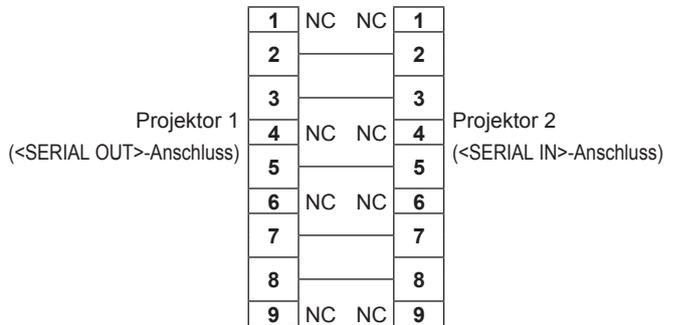 1 NC NC 1
2 2
3 3
Projektor 1
(<SERIAL OUT>-Anschluss)
4 NC NC 4
Projektor 2
(<SERIAL IN>-Anschluss)
5 5
6 NC NC 6
7 7
8 8
9 NC NC 9